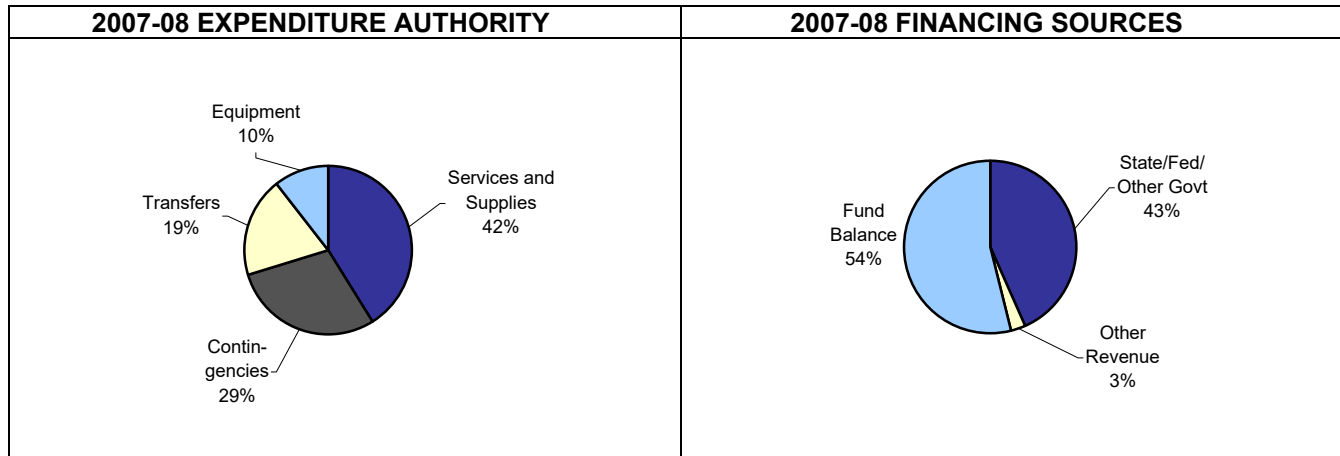 2007-08 EXPENDITURE AUTHORITY
Equipment
10%
Services and
Supplies
42%
Transfers
19%
Contin-
gencies
29%
2007-08 FINANCING SOURCES
State/Fed/
Other Govt
43%
Fund
Balance
54%
Other
Revenue
3%